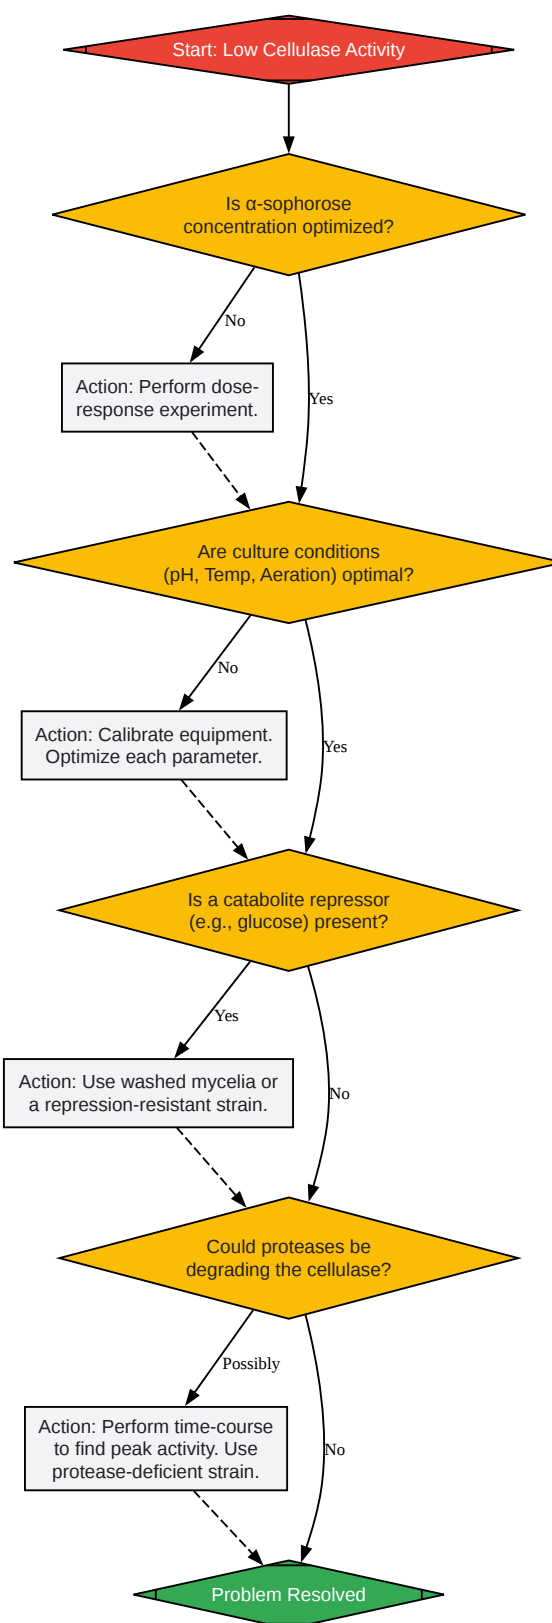 Start: Low Cellulase Activity
Is α-sophorose
concentration optimized?
No
Yes
Action: Perform dose-
response experiment.
Are culture conditions
(pH, Temp, Aeration) optimal?
No
Yes
Action: Calibrate equipment.
Optimize each parameter.
Is a catabolite repressor
(e.g., glucose) present?
Yes
No
Action: Use washed mycelia or
a repression-resistant strain.
Could proteases be
degrading the cellulase?
Possibly
No
Action: Perform time-course
to find peak activity. Use
protease-deficient strain.
Problem Resolved